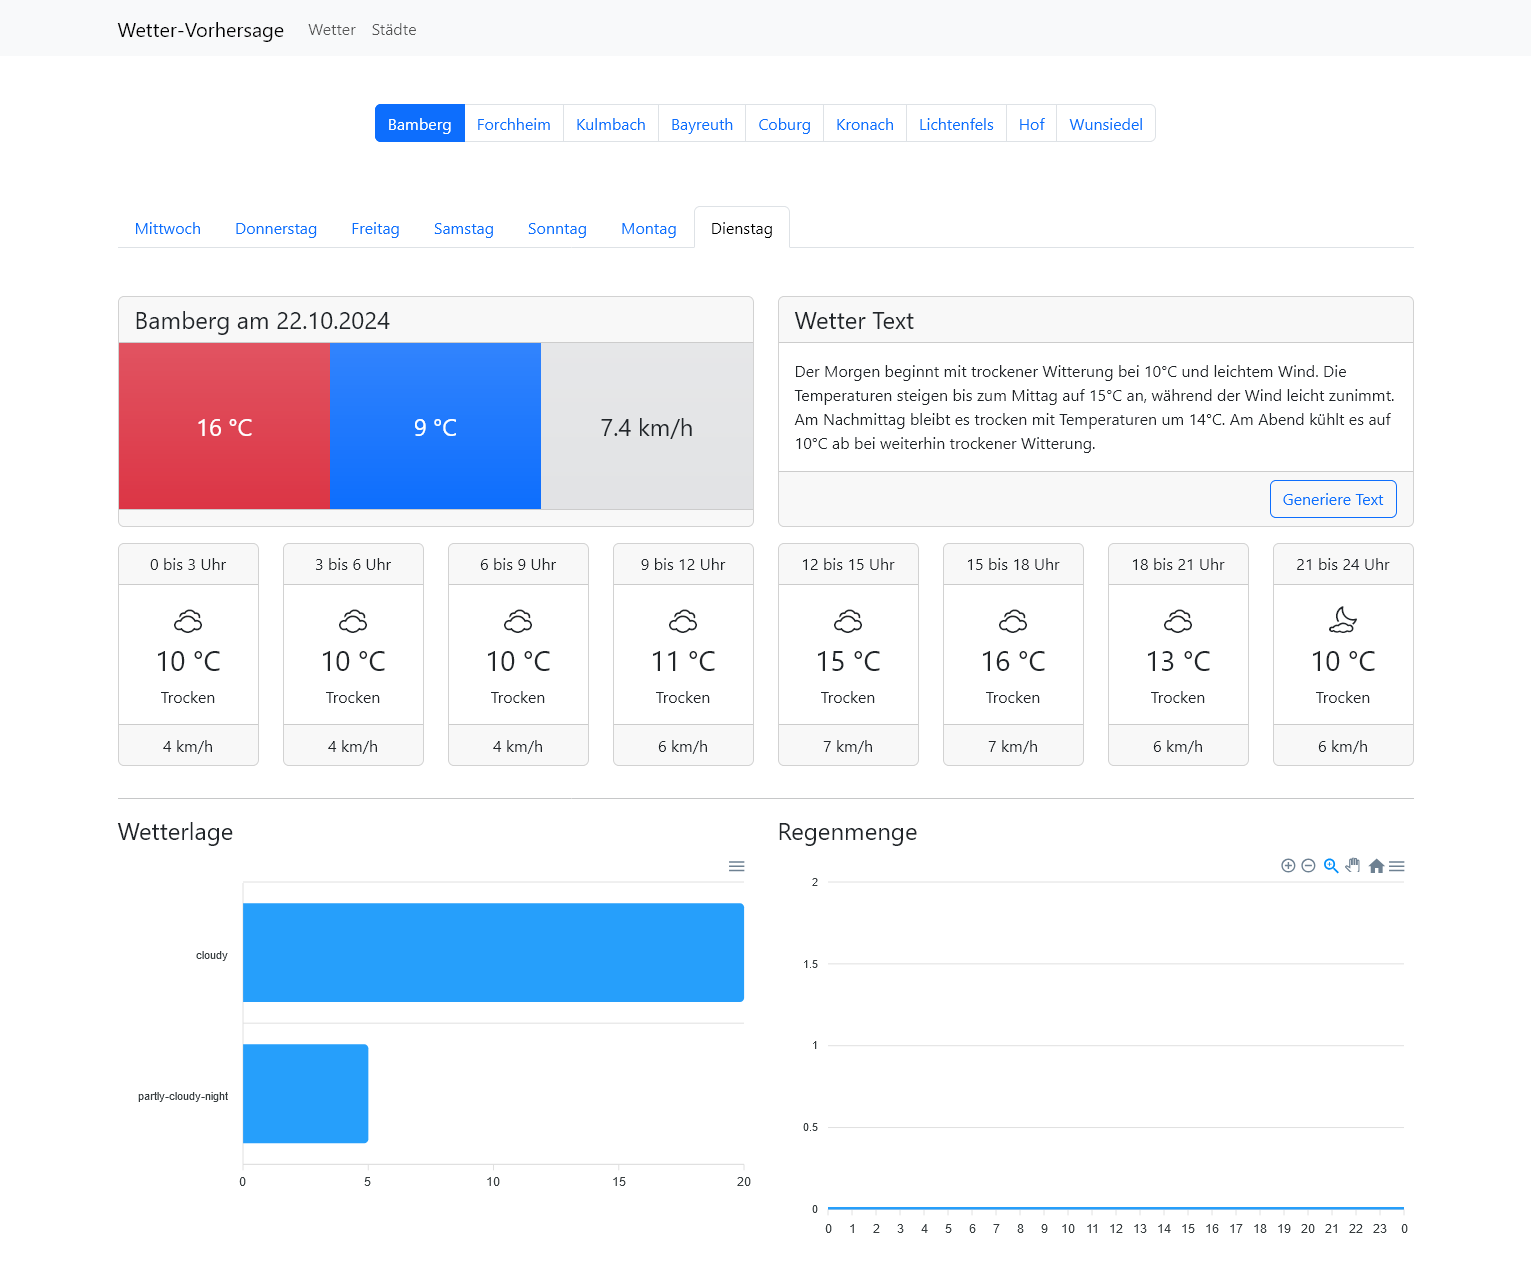 Wetter-Vorhersage Wetter Städte
Bamberg Forchheim Kulmbach Bayreuth Coburg Kronach Lichtenfels Hof Wunsiedel
Mittwoch Donnerstag Freitag Samstag Sonntag Montag Dienstag
Bamberg am 22.10.2024
16 °C 9 °C 7.4 km/h
Wetter Text
Der Morgen beginnt mit trockener Witterung bei 10°C und leichtem Wind. Die
Temperaturen steigen bis zum Mittag auf 15°C an, während der Wind leicht zunimmt.
Am Nachmittag bleibt es trocken mit Temperaturen um 14°C. Am Abend kühlt es auf
10°C ab bei weiterhin trockener Witterung.
Generiere Text
0 bis 3 Uhr 3 bis 6 Uhr 6 bis 9 Uhr 9 bis 12 Uhr 12 bis 15 Uhr 15 bis 18 Uhr 18 bis 21 Uhr 21 bis 24 Uhr
10 °C 10 °C 10 °C 11 °C 15 °C 16 °C 13 °C 10 °C
Trocken Trocken Trocken Trocken Trocken Trocken Trocken Trocken
4 km/h 4 km/h 4 km/h 6 km/h 7 km/h 7 km/h 6 km/h 6 km/h
Wetterlage
cloudy
partly-cloudy-night
0 5 10 15 20
Regenmenge
2
1.5
1
0.5
0
0 1 2 3 4 5 6 7 8 9 10 11 12 13 14 15 16 17 18 19 20 21 22 23 0